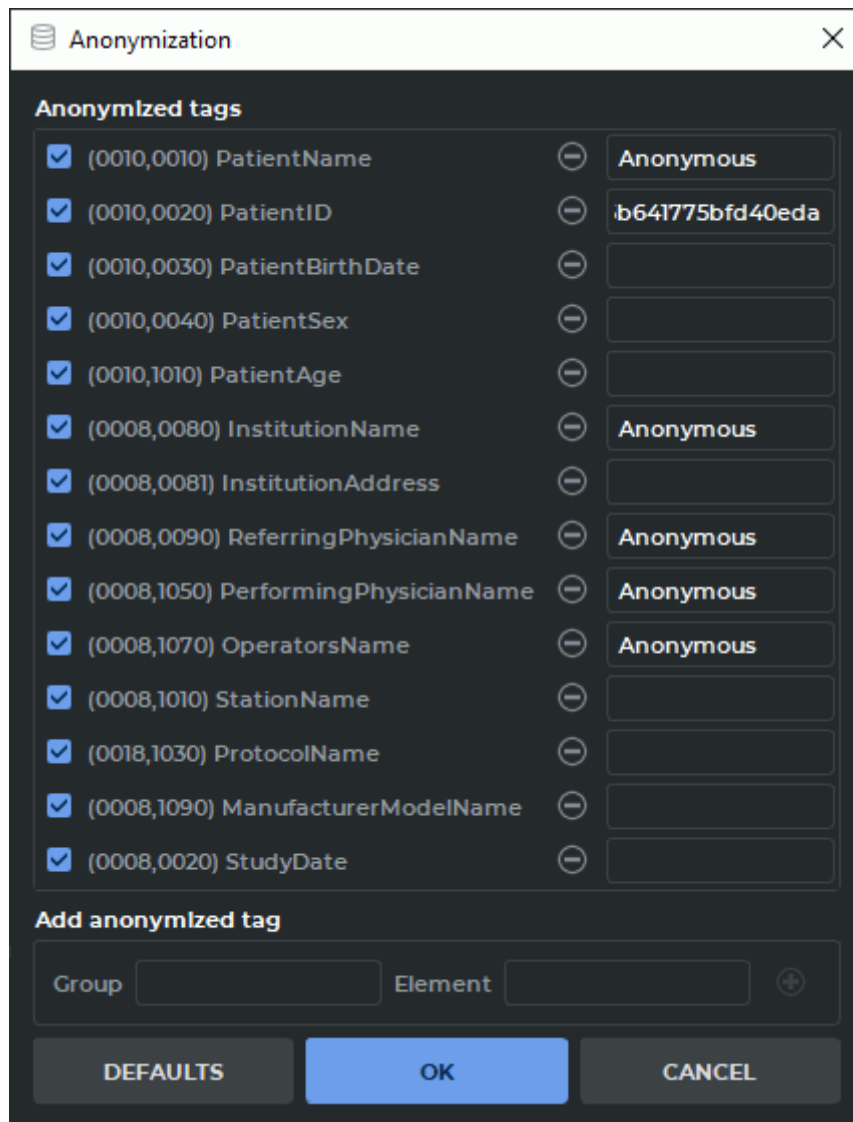 Anonymization
Anonymized tags
(0010,0010) PatientName Anonymous
(0010,0020) PatientID b641775bfd40eda
(0010,0030) PatientBirthDate
(0010,0040) PatientSex
(0010,1010) PatientAge
(0008,0080) InstitutionName Anonymous
(0008,0081) InstitutionAddress
(0008,0090) ReferringPhysicianName Anonymous
(0008,1050) PerformingPhysicianName Anonymous
(0008,1070) OperatorsName Anonymous
(0008,1010) StationName
(0018,1030) ProtocolName
(0008,1090) ManufacturerModelName
(0008,0020) StudyDate
Add anonymized tag
Group Element
DEFAULTS OK CANCEL